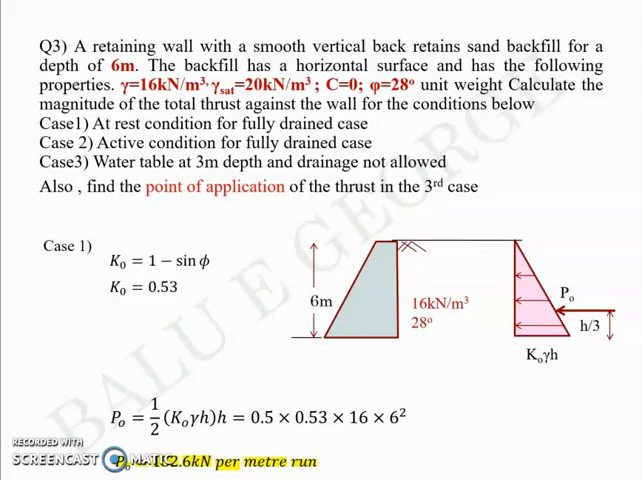 Q3) A retaining wall with a smooth vertical back retains sand backfill for a
depth of 6m. The backfill has a horizontal surface and has the following
properties. γ=16kN/m³, γsat=20kN/m³ ; C=0; φ=28° unit weight Calculate the
magnitude of the total thrust against the wall for the conditions below
Case1) At rest condition for fully drained case
Case 2) Active condition for fully drained case
Case3) Water table at 3m depth and drainage not allowed
Also , find the point of application of the thrust in the 3rd case
Case 1)
K₀ = 1 − sin ϕ
K₀ = 0.53
6m
16kN/m³
28°
Pₒ
h/3
Kₒγh
Pₒ = 1/2 (Kₒγh)h = 0.5 × 0.53 × 16 × 6²
per metre run
RECORDED WITH
SCREENCAST MATIC
BALU E GEORGE